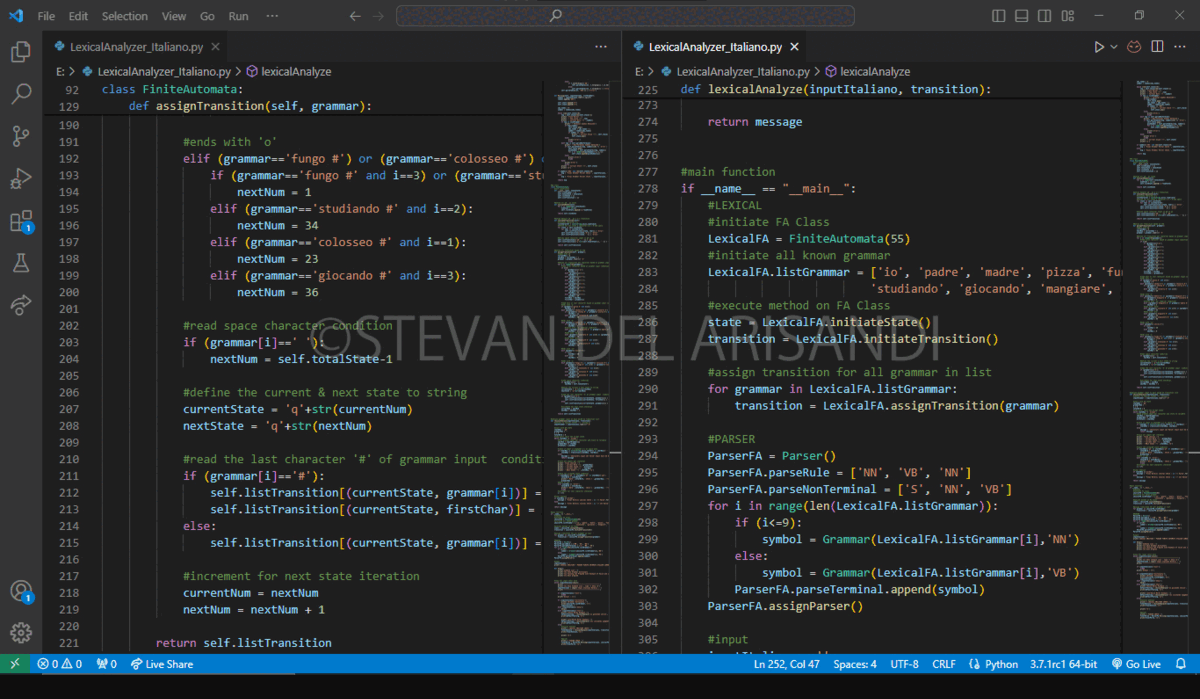 File Edit Selection View Go Run ···
LexicalAnalyzer_Italiano.py
E: > LexicalAnalyzer_Italiano.py > lexicalAnalyze
92 class FiniteAutomata:
129 def assignTransition(self, grammar):
190
191 #ends with 'o'
192 elif (grammar=='fungo #') or (grammar=='colosseo #')
193 if (grammar=='fungo #' and i==3) or (grammar=='st
194 nextNum = 1
195 elif (grammar=='studiando #' and i==2):
196 nextNum = 34
197 elif (grammar=='colosseo #' and i==1):
198 nextNum = 23
199 elif (grammar=='giocando #' and i==3):
200 nextNum = 36
201
202 #read space character condition
203 if (grammar[i]==' '):
204 nextNum = self.totalState-1
205
206 #define the current & next state to string
207 currentState = 'q'+str(currentNum)
208 nextState = 'q'+str(nextNum)
209
210 #read the last character '#' of grammar input condit
211 if (grammar[i]=='#'):
212 self.listTransition[(currentState, grammar[i])] =
213 self.listTransition[(currentState, firstChar)] =
214 else:
215 self.listTransition[(currentState, grammar[i])] =
216
217 #increment for next state iteration
218 currentNum = nextNum
219 nextNum = nextNum + 1
220
221 return self.listTransition
LexicalAnalyzer_Italiano.py
E: > LexicalAnalyzer_Italiano.py > lexicalAnalyze
225 def lexicalAnalyze(inputItaliano, transition):
273
274 return message
275
276
277 #main function
278 if __name__ == "__main__":
279 #LEXICAL
280 #initiate FA Class
281 LexicalFA = FiniteAutomata(55)
282 #initiate all known grammar
283 LexicalFA.listGrammar = ['io', 'padre', 'madre', 'pizza', 'fu
284 'studiando', 'giocando', 'mangiare',
285 #execute method on FA Class
286 state = LexicalFA.initiateState()
287 transition = LexicalFA.initiateTransition()
288
289 #assign transition for all grammar in list
290 for grammar in LexicalFA.listGrammar:
291 transition = LexicalFA.assignTransition(grammar)
292
293 #PARSER
294 ParserFA = Parser()
295 ParserFA.parseRule = ['NN', 'VB', 'NN']
296 ParserFA.parseNonTerminal = ['S', 'NN', 'VB']
297 for i in range(len(LexicalFA.listGrammar)):
298 if (i<=9):
299 symbol = Grammar(LexicalFA.listGrammar[i],'NN')
300 else:
301 symbol = Grammar(LexicalFA.listGrammar[i],'VB')
302 ParserFA.parseTerminal.append(symbol)
303 ParserFA.assignParser()
304
305 #input
©STEVAN DEL ARISANDI
1
1
0 0 0 Live Share Ln 252, Col 47 Spaces: 4 UTF-8 CRLF Python 3.7.1rc1 64-bit Go Live